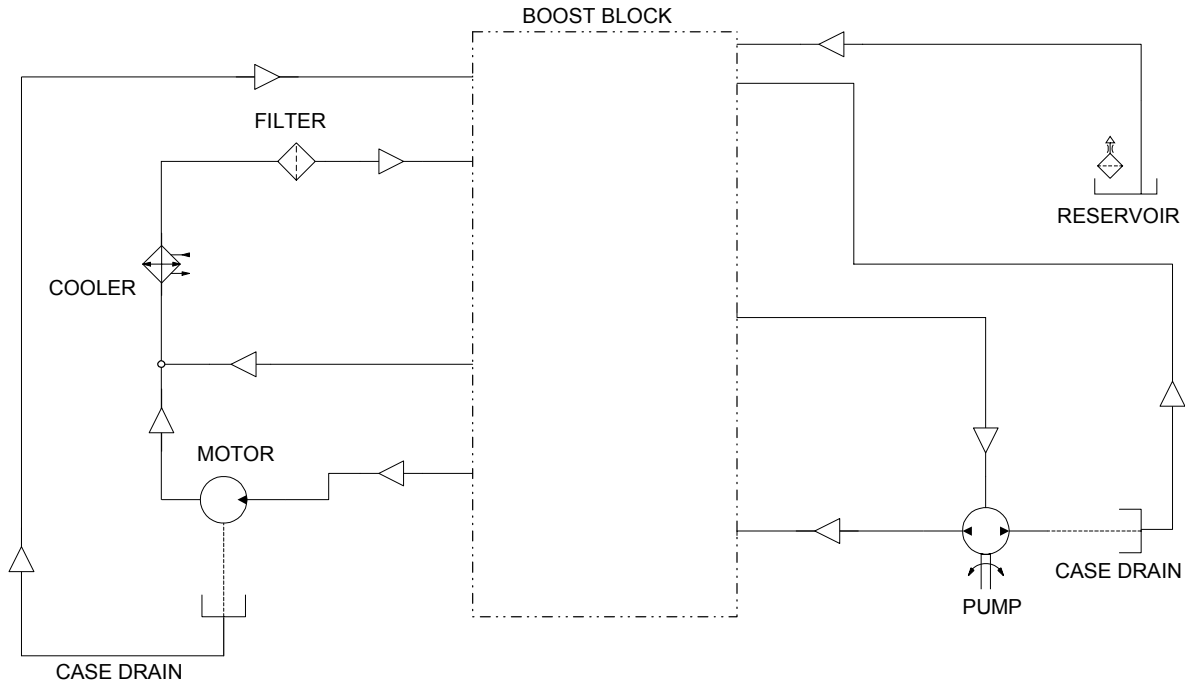 BOOST BLOCK
FILTER
RESERVOIR
COOLER
MOTOR
CASE DRAIN
PUMP
CASE DRAIN